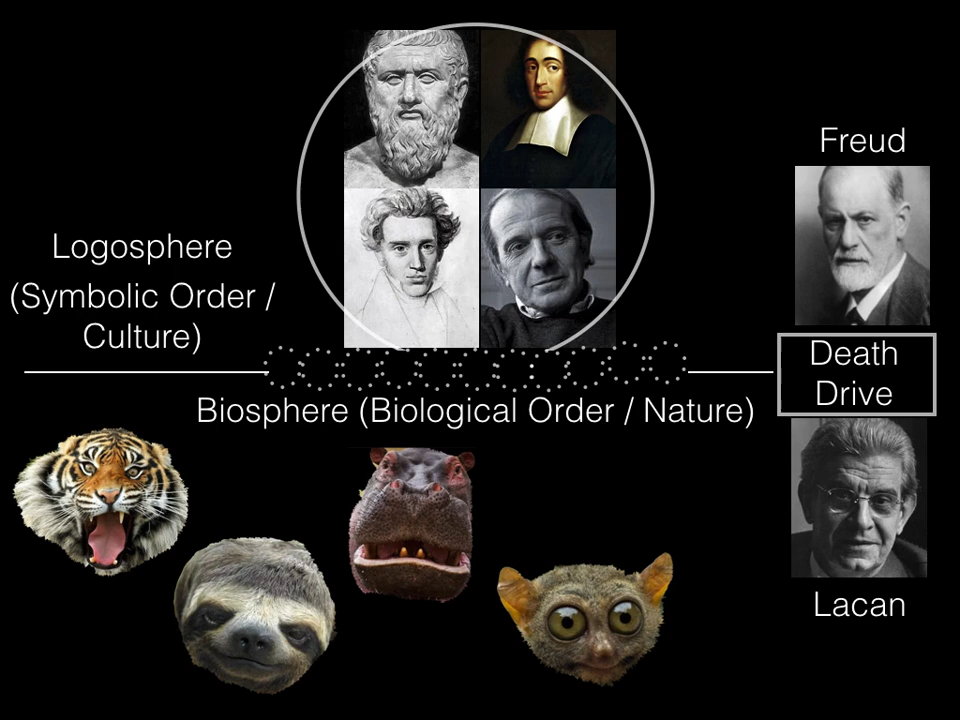 Freud
Logosphere
(Symbolic Order /
Culture)
Death
Drive
Biosphere (Biological Order / Nature)
Lacan